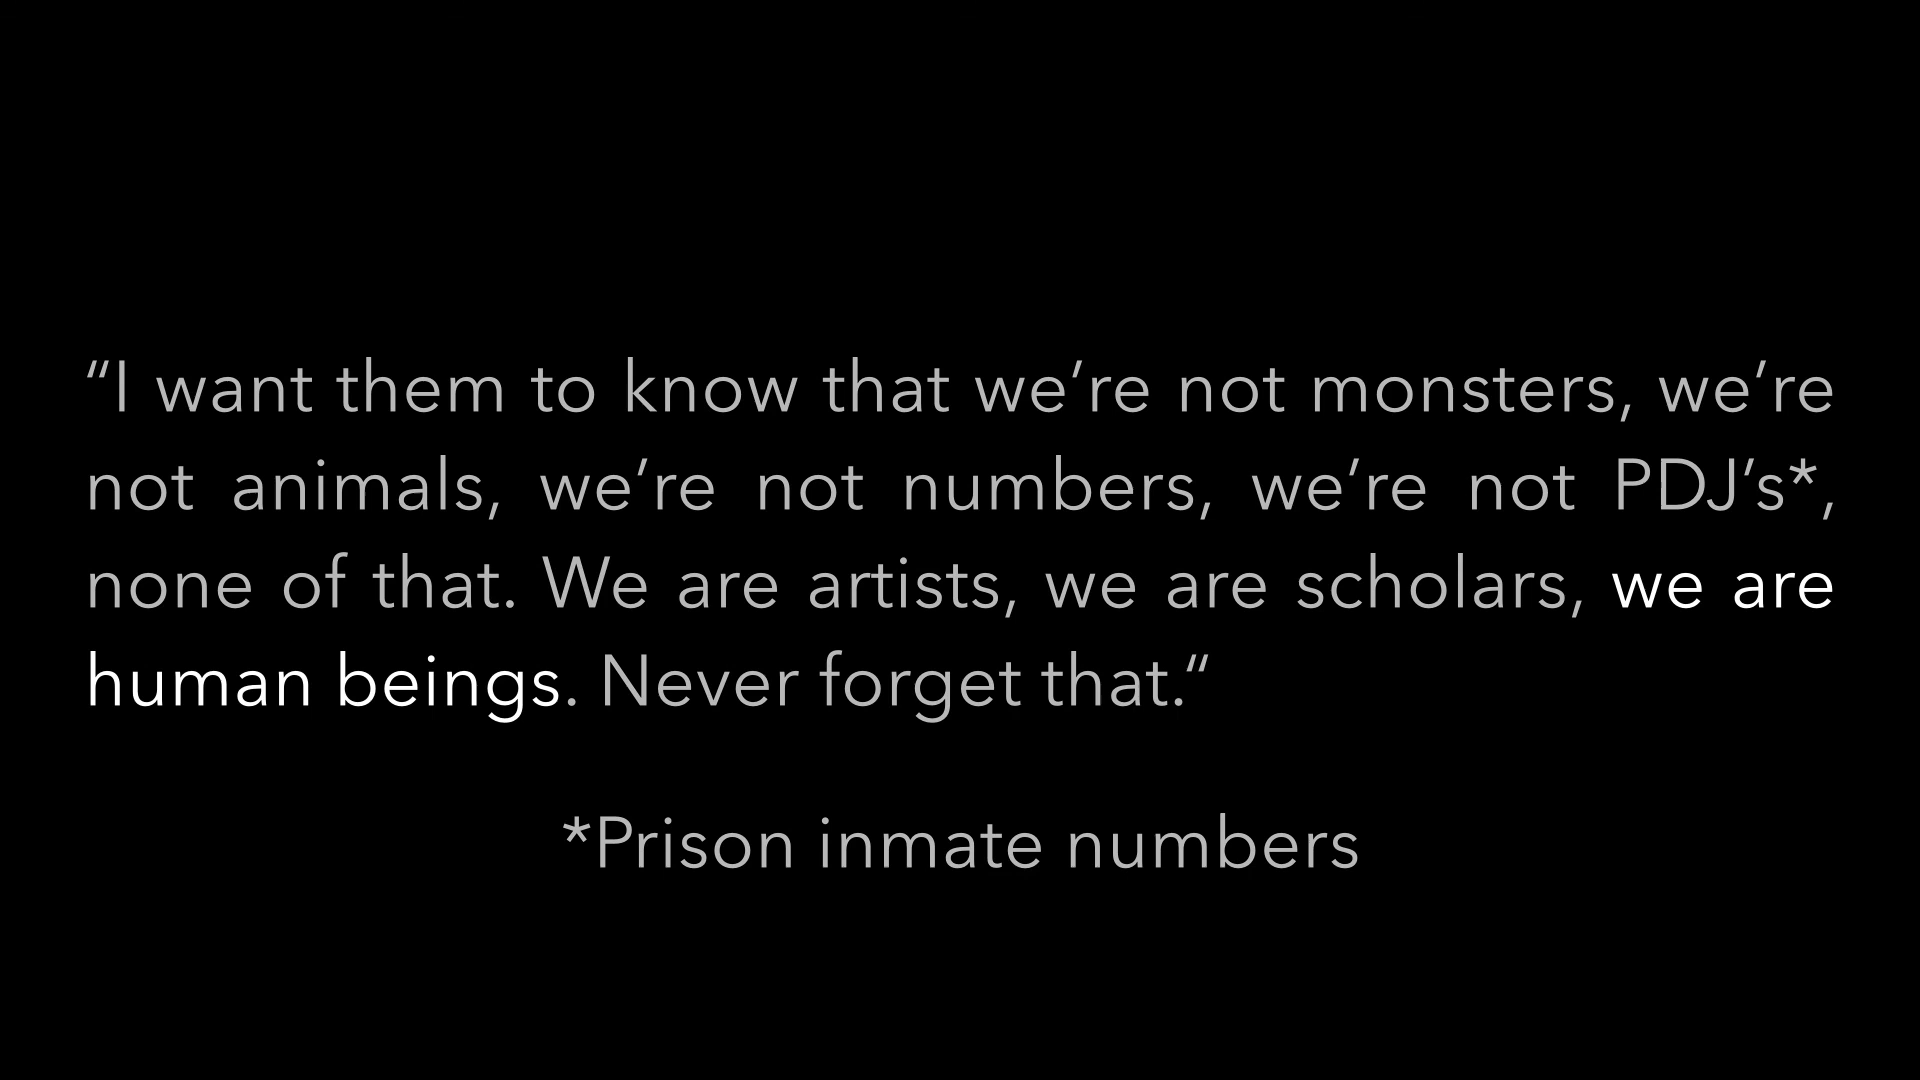 “I want them to know that we’re not monsters, we’re
not animals, we’re not numbers, we’re not PDJ’s*,
none of that. We are artists, we are scholars, we are
human beings. Never forget that.“
*Prison inmate numbers